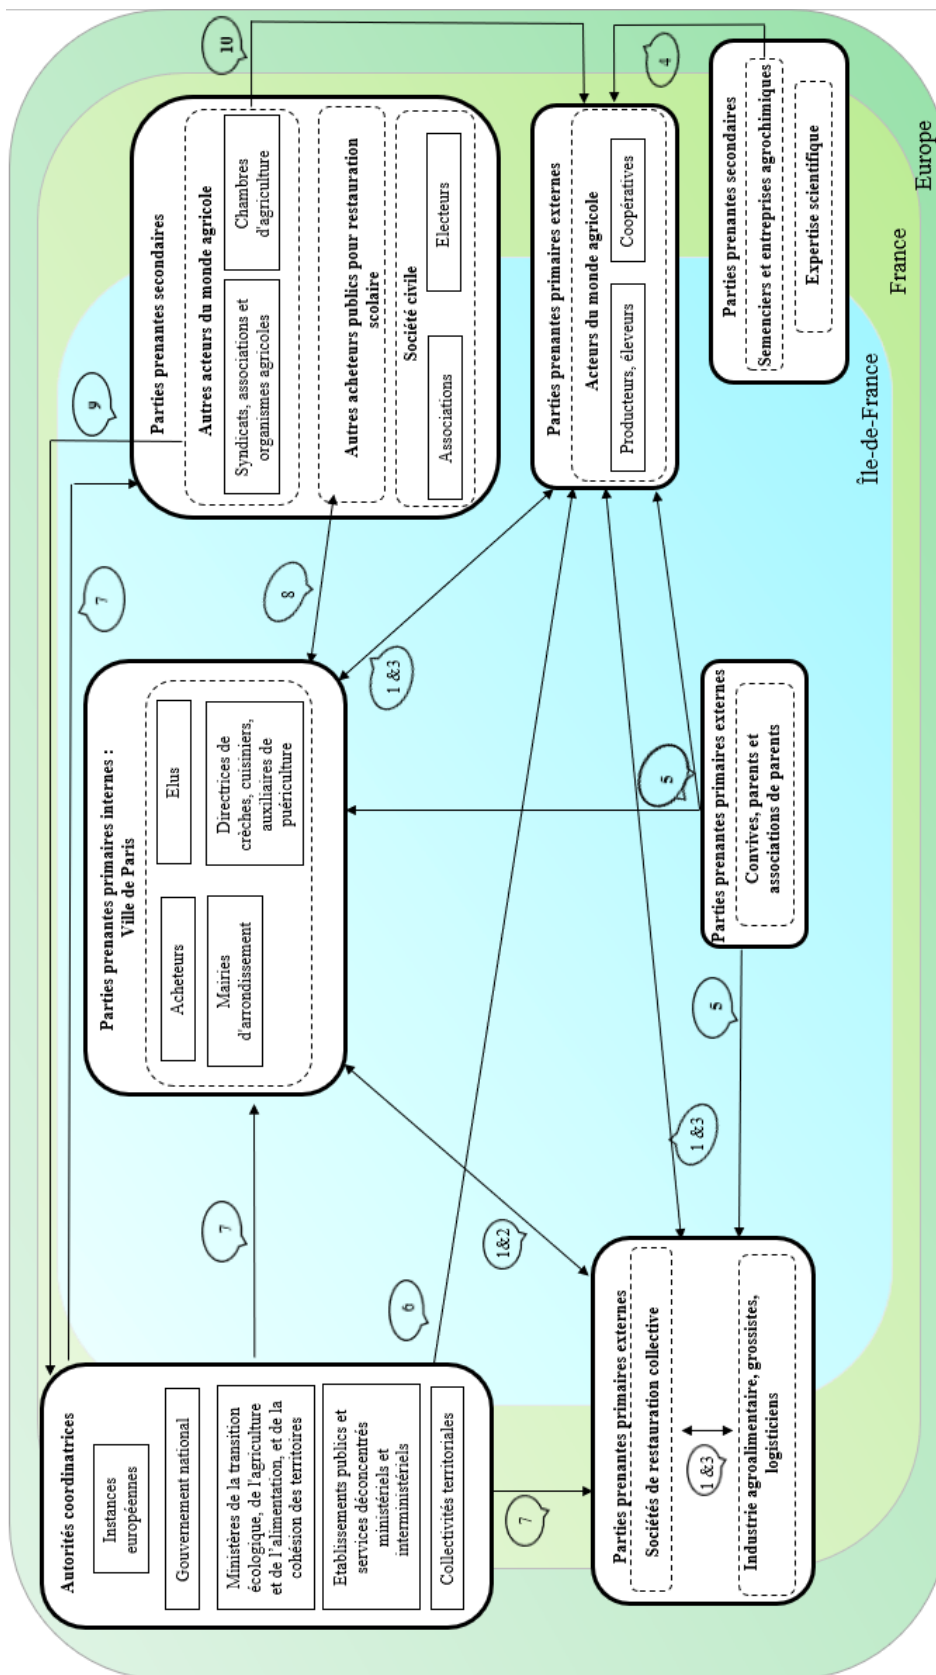 Autorités coordinatrices
Instances
européennes
Gouvernement national
Ministères de la transition
écologique, de l'agriculture
et de l'alimentation, et de la
cohésion des territoires
Etablissements publics et
services déconcentrés
ministériels et
interministériels
Collectivités territoriales
7
7
7
6
9
Parties prenantes primaires internes :
Ville de Paris
Acheteurs
Elus
Mairies
d'arrondissement
Directrices de
crèches, cuisiniers,
auxiliaires de
puériculture
8
1 &3
1&2
Parties prenantes secondaires
Autres acteurs du monde agricole
Syndicats, associations et
organismes agricoles
Chambres
d'agriculture
Autres acheteurs publics pour restauration
scolaire
Société civile
Associations
Electeurs
10
Parties prenantes primaires externes
Acteurs du monde agricole
Producteurs, éleveurs
Coopératives
4
Parties prenantes secondaires
Semenciers et entreprises agrochimiques
Expertise scientifique
Parties prenantes primaires externes
Sociétés de restauration collective
1 &3
Industrie agroalimentaire, grossistes,
logisticiens
1 &3
5
5
Parties prenantes primaires externes
Convives, parents et
associations de parents
Île-de-France
France
Europe